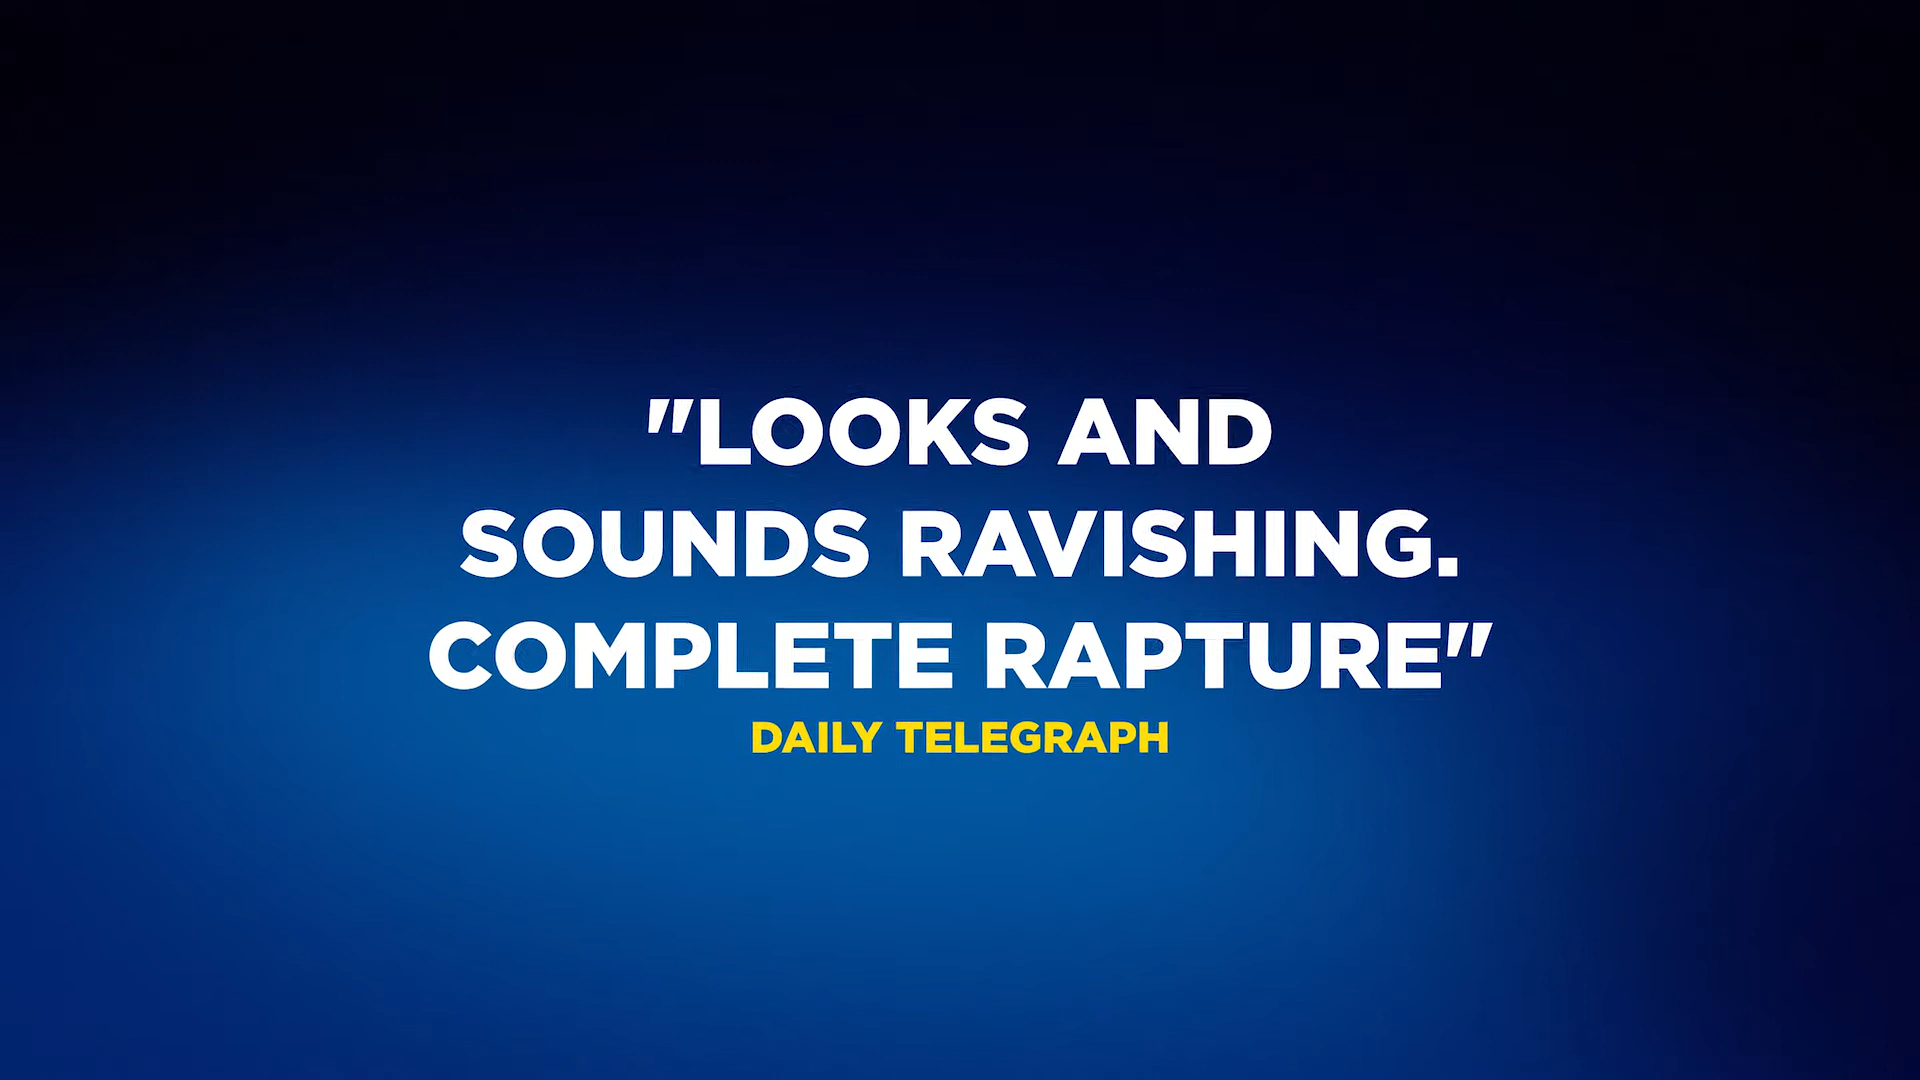 "LOOKS AND
SOUNDS RAVISHING.
COMPLETE RAPTURE"
DAILY TELEGRAPH